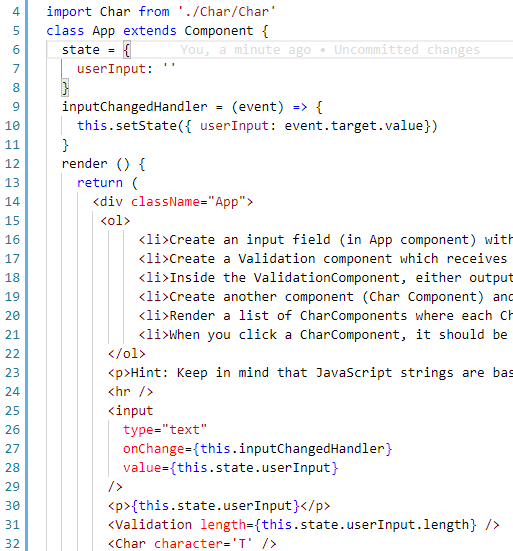 4 import Char from './Char/Char'
5 class App extends Component {
6 state = { You, a minute ago • Uncommitted changes
7 userInput: ''
8 }
9 inputChangedHandler = (event) => {
10 this.setState({ userInput: event.target.value})
11 }
12 render () {
13 return (
14 <div className="App">
15 <ol>
16 <li>Create an input field (in App component) with
17 <li>Create a Validation component which receives
18 <li>Inside the ValidationComponent, either output
19 <li>Create another component (Char Component) and
20 <li>Render a list of CharComponents where each Ch
21 <li>When you click a CharComponent, it should be
22 </ol>
23 <p>Hint: Keep in mind that JavaScript strings are bas
24 <hr />
25 <input
26 type="text"
27 onChange={this.inputChangedHandler}
28 value={this.state.userInput}
29 />
30 <p>{this.state.userInput}</p>
31 <Validation length={this.state.userInput.length} />
32 <Char character='T' />